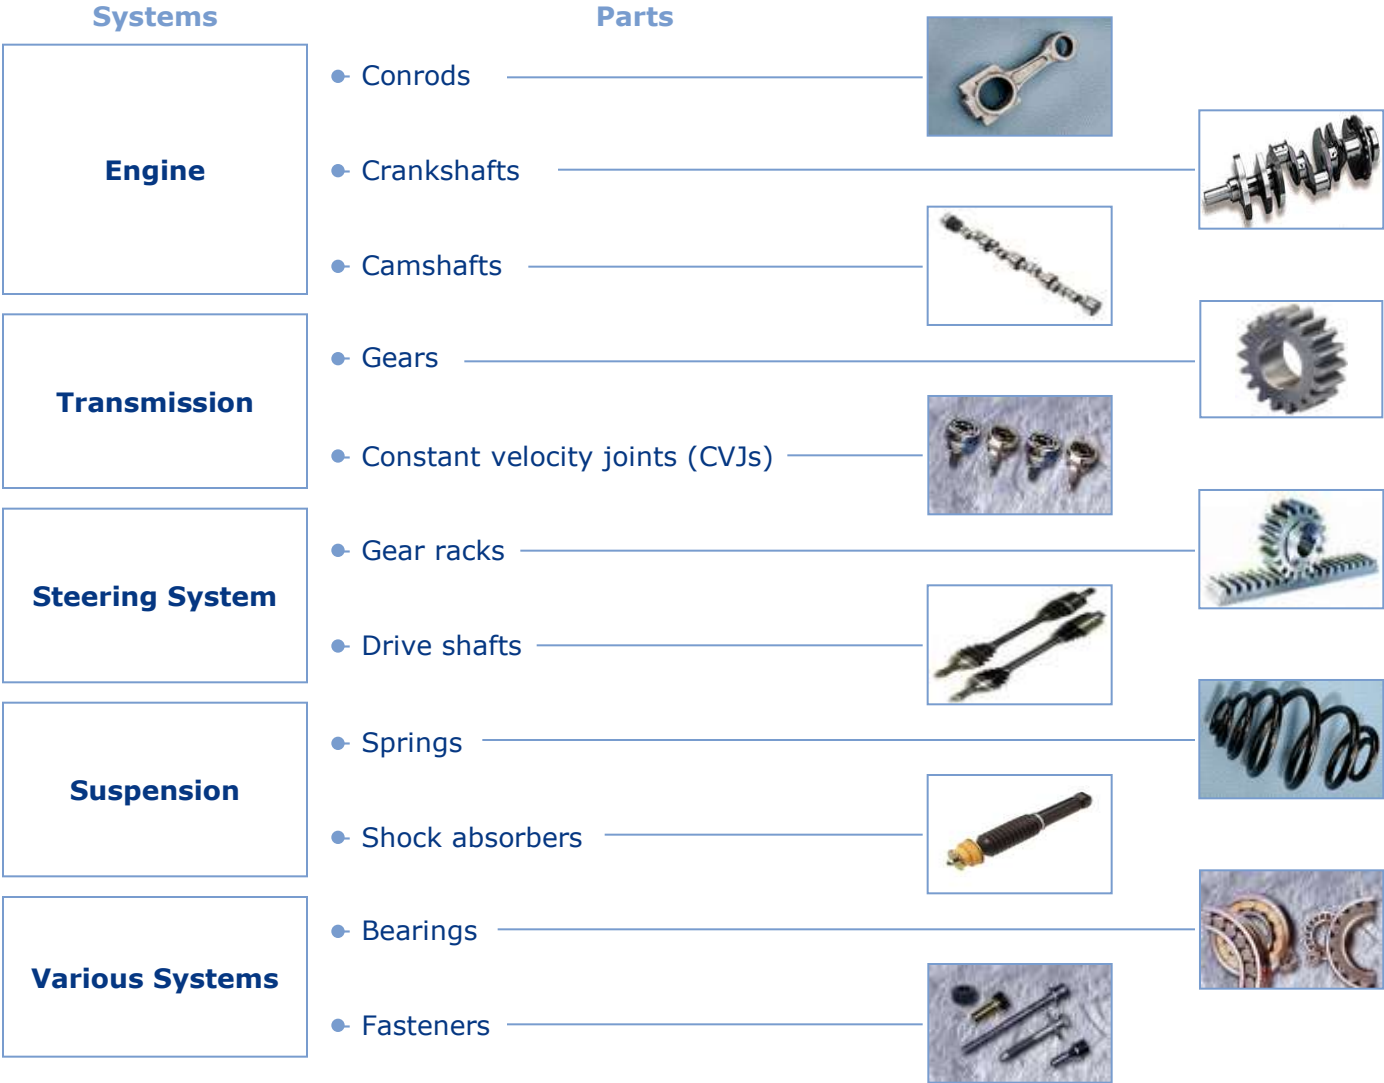 Systems
Parts
Engine
Conrods
Crankshafts
Camshafts
Transmission
Gears
Constant velocity joints (CVJs)
Steering System
Gear racks
Drive shafts
Suspension
Springs
Shock absorbers
Various Systems
Bearings
Fasteners